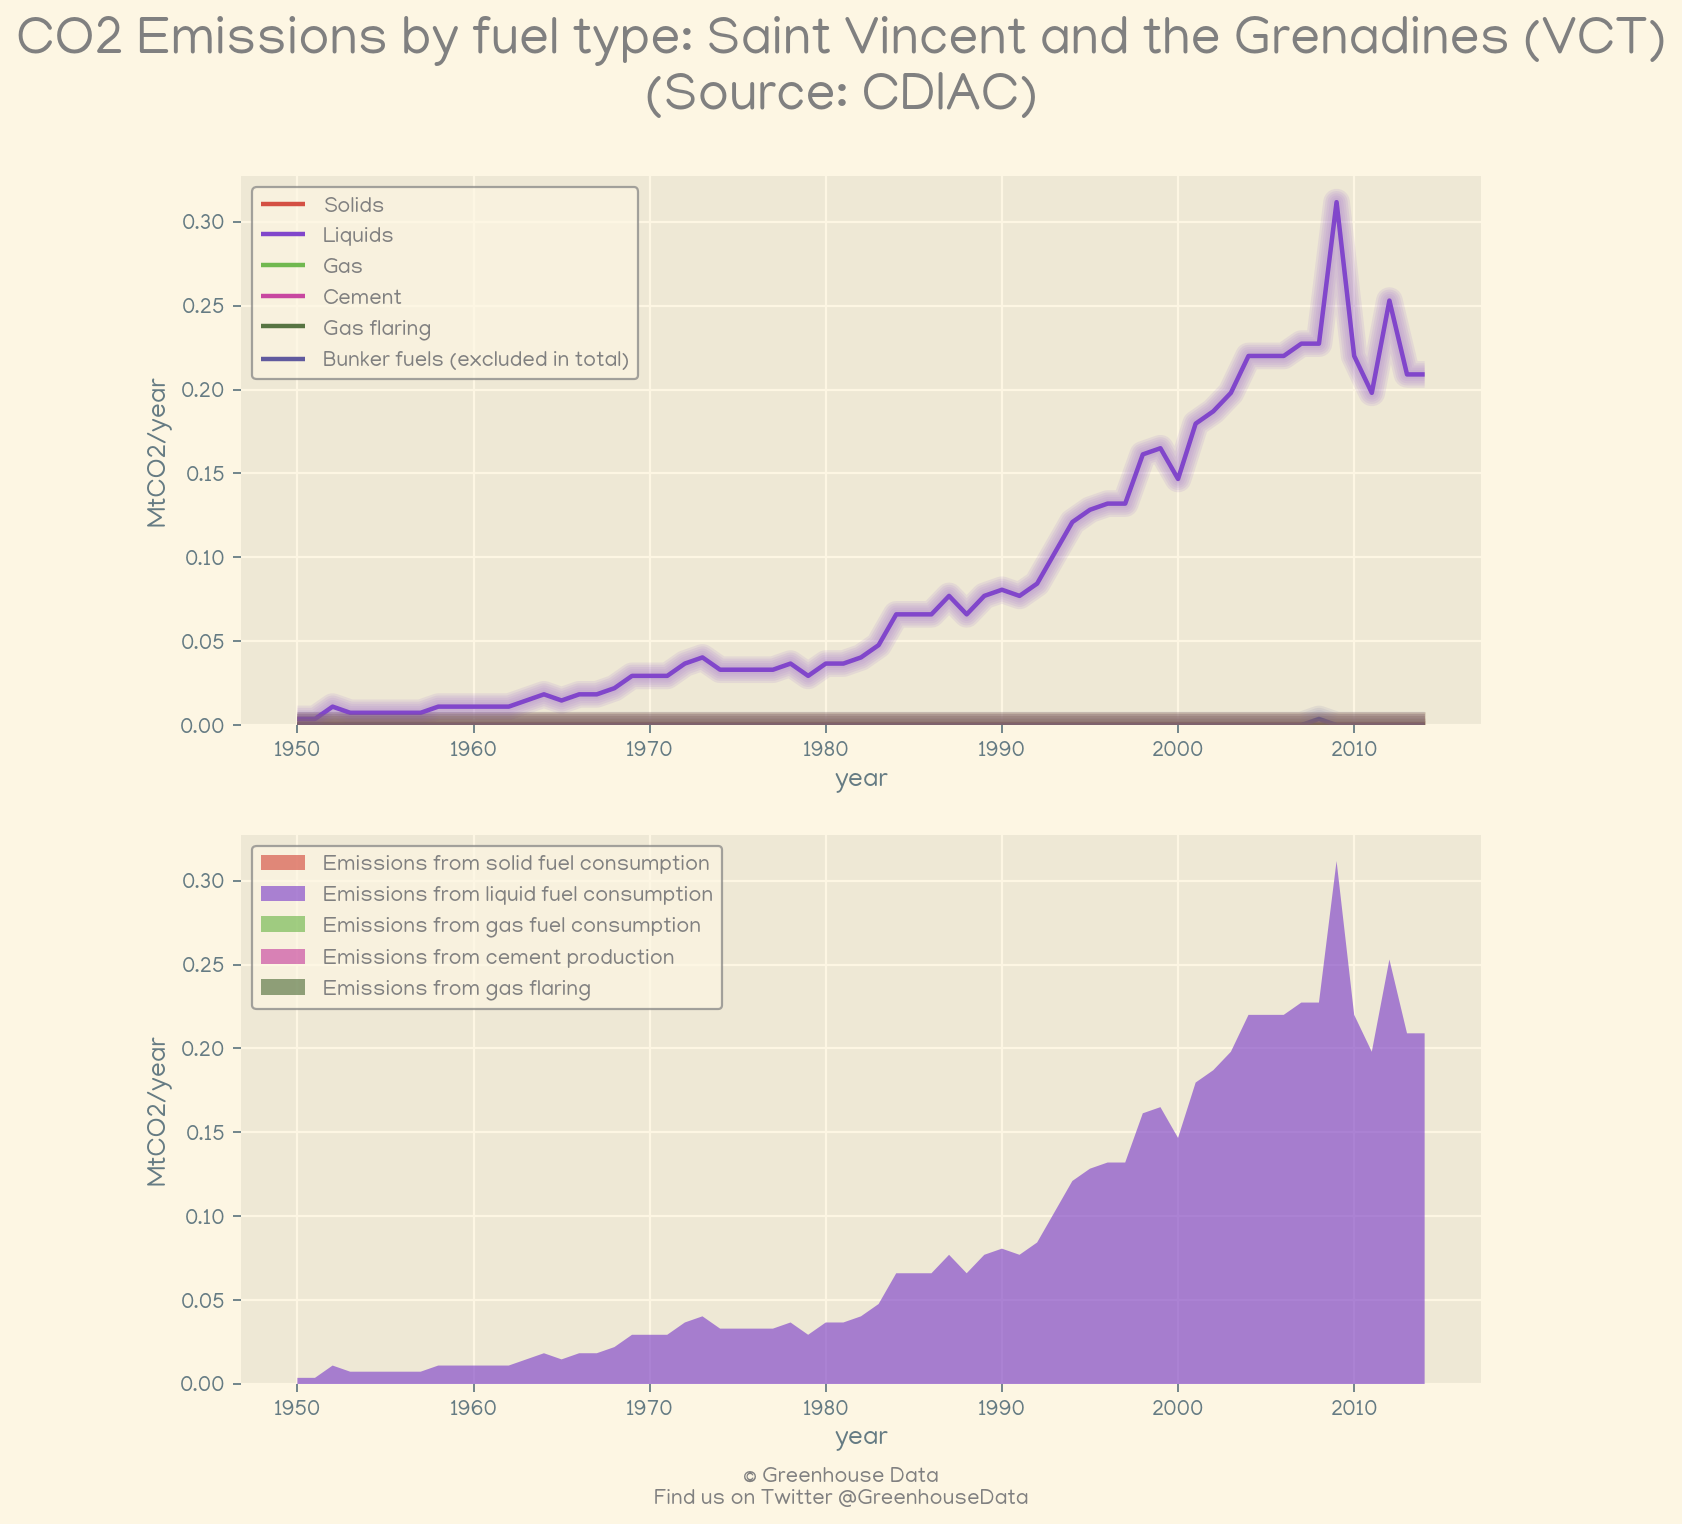 CO2 Emissions by fuel type: Saint Vincent and the Grenadines (VCT)
(Source: CDIAC)
Solids
Liquids
Gas
Cement
Gas flaring
Bunker fuels (excluded in total)
0.30
0.25
0.20
0.15
0.10
0.05
0.00
MtCO2/year
1950 1960 1970 1980 1990 2000 2010
year
Emissions from solid fuel consumption
Emissions from liquid fuel consumption
Emissions from gas fuel consumption
Emissions from cement production
Emissions from gas flaring
0.30
0.25
0.20
0.15
0.10
0.05
0.00
MtCO2/year
1950 1960 1970 1980 1990 2000 2010
year
© Greenhouse Data
Find us on Twitter @GreenhouseData